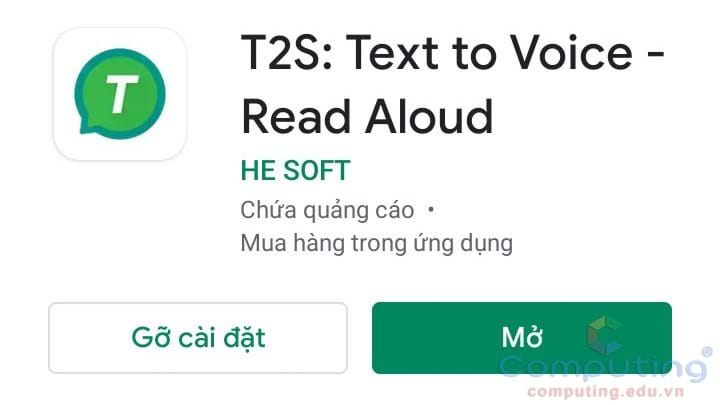 T
T2S: Text to Voice -
Read Aloud
HE SOFT
Chứa quảng cáo •
Mua hàng trong ứng dụng
Gỡ cài đặt
Mở
Computing®
computing.edu.vn